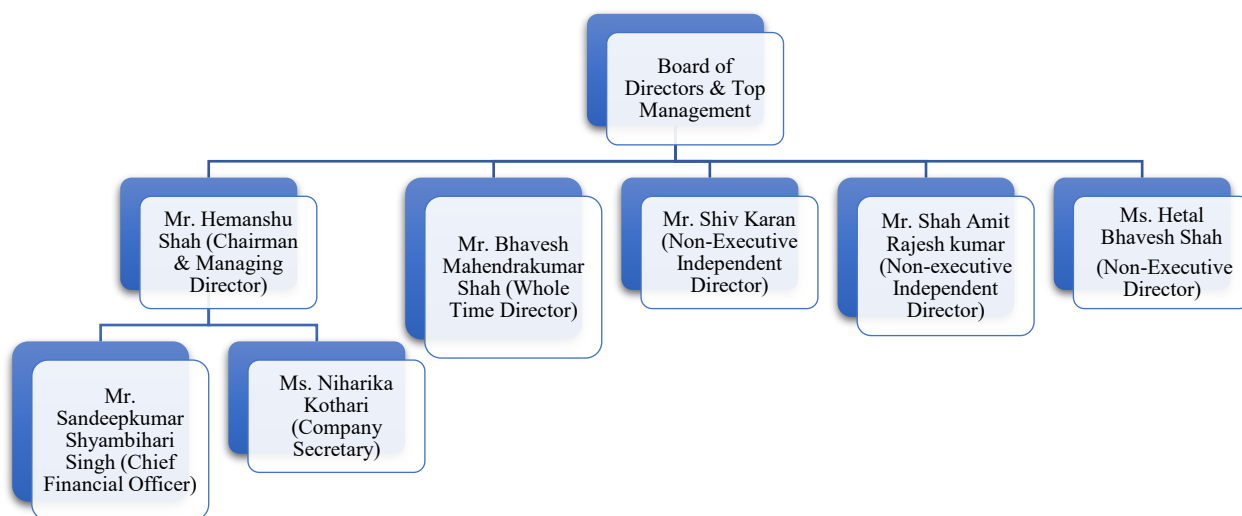 Board of
Directors & Top
Management
Mr. Hemanshu
Shah (Chairman
& Managing
Director)
Mr. Bhavesh
Mahendrakumar
Shah (Whole
Time Director)
Mr. Shiv Karan
(Non-Executive
Independent
Director)
Mr. Shah Amit
Rajesh kumar
(Non-executive
Independent
Director)
Ms. Hetal
Bhavesh Shah
(Non-Executive
Director)
Mr.
Sandeepkumar
Shyambihari
Singh (Chief
Financial Officer)
Ms. Niharika
Kothari
(Company
Secretary)